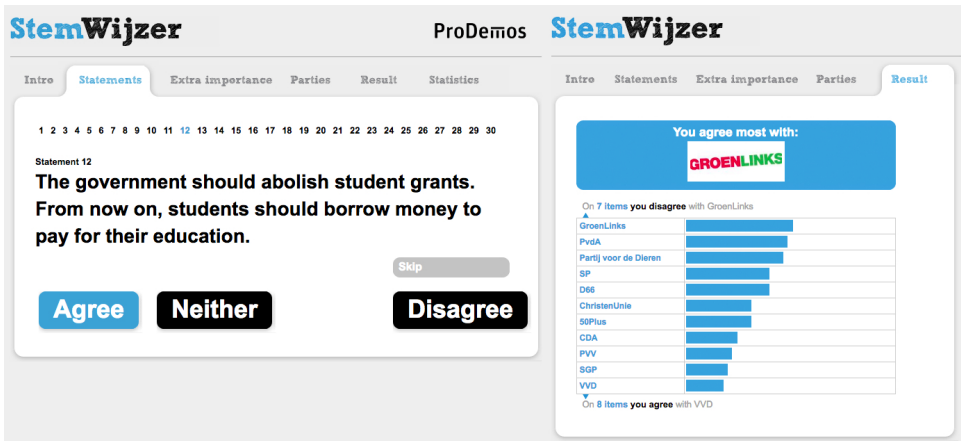 StemWijzer
ProDemos
Intro Statements Extra importance Parties Result Statistics
1 2 3 4 5 6 7 8 9 10 11 12 13 14 15 16 17 18 19 20 21 22 23 24 25 26 27 28 29 30
Statement 12
The government should abolish student grants.
From now on, students should borrow money to
pay for their education.
Skip
Agree Neither Disagree
StemWijzer
Intro Statements Extra importance Parties Result
You agree most with:
GROENLINKS
On 7 items you disagree with GroenLinks
GroenLinks
PvdA
Partij voor de Dieren
SP
D66
ChristenUnie
50Plus
CDA
PVV
SGP
VVD
On 8 items you agree with VVD